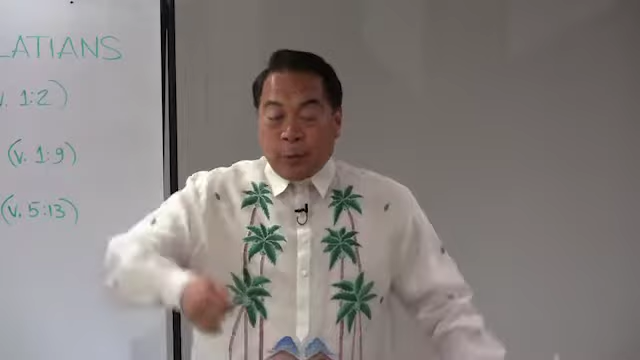 LATIANS
v. 1:2)
(v. 1:9)
(v. 5:13)